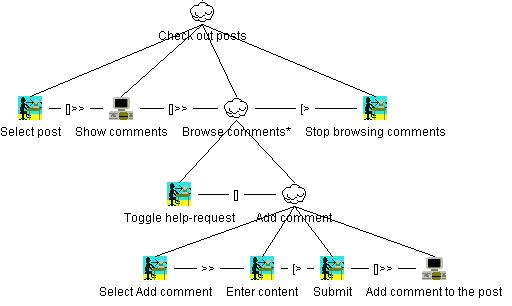 Check out posts
[]>> []>> [>
Select post Show comments Browse comments* Stop browsing comments
[]
Toggle help-request Add comment
>> [> []>>
Select Add comment Enter content Submit Add comment to the post